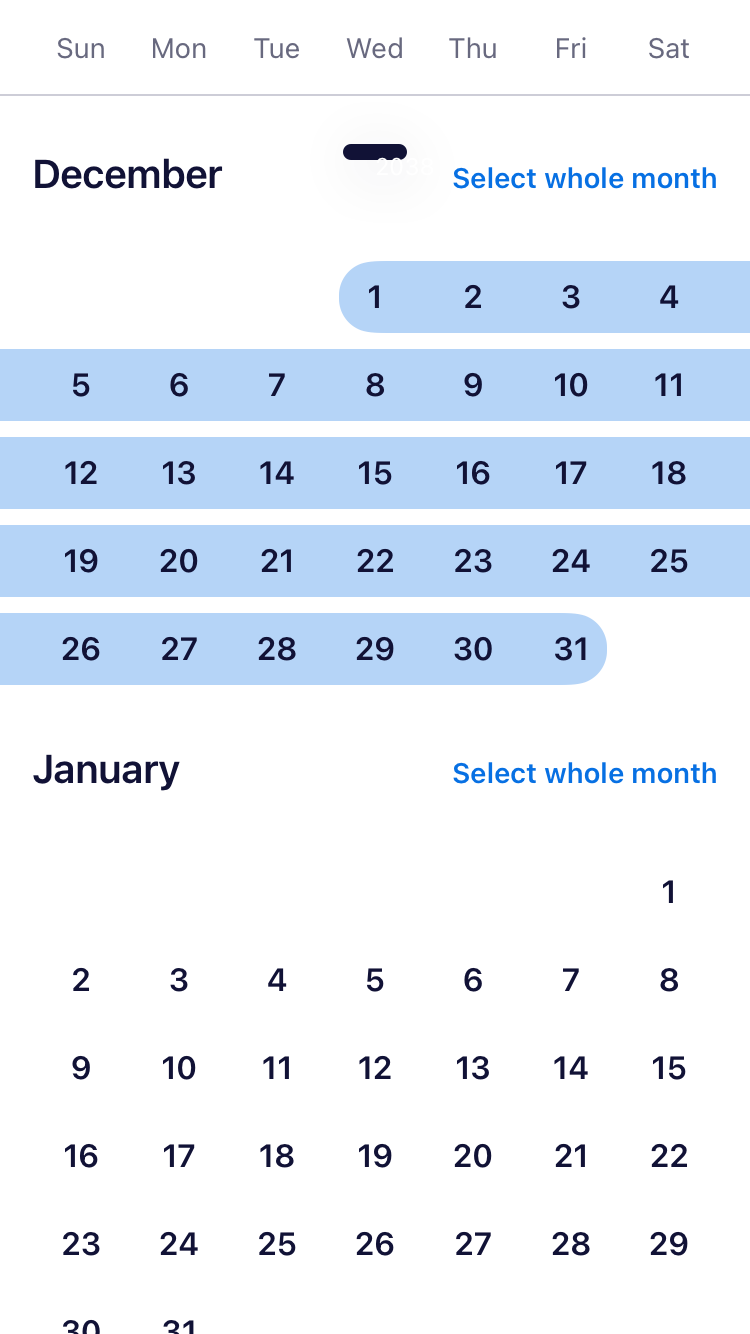 Sun Mon Tue Wed Thu Fri Sat
2038
December Select whole month
1 2 3 4
5 6 7 8 9 10 11
12 13 14 15 16 17 18
19 20 21 22 23 24 25
26 27 28 29 30 31
January Select whole month
1
2 3 4 5 6 7 8
9 10 11 12 13 14 15
16 17 18 19 20 21 22
23 24 25 26 27 28 29
30 31